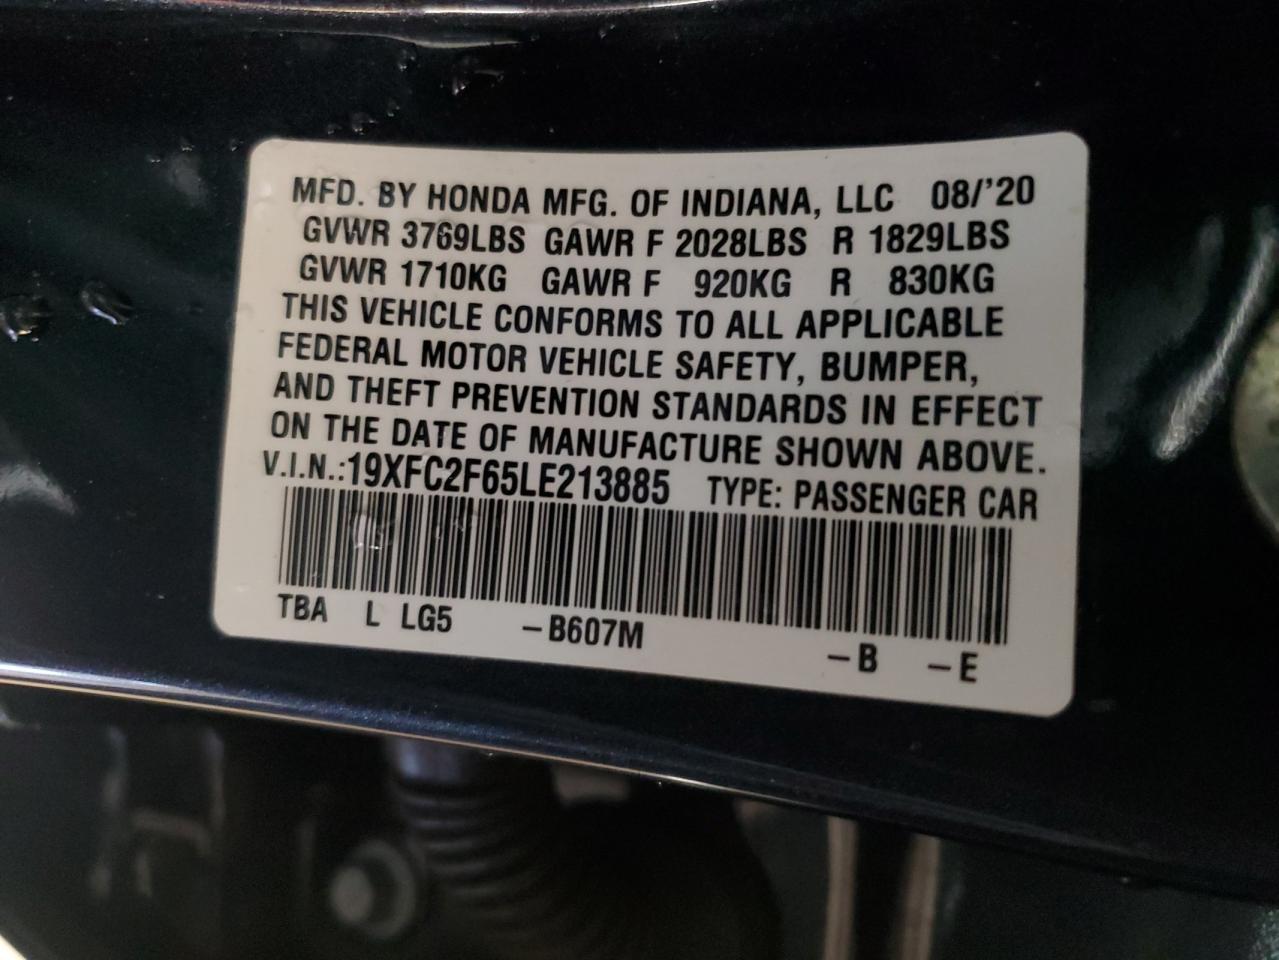 MFD. BY HONDA MFG. OF INDIANA, LLC 08/'20
GVWR 3769LBS GAWR F 2028LBS R 1829LBS
GVWR 1710KG GAWR F 920KG R 830KG
THIS VEHICLE CONFORMS TO ALL APPLICABLE
FEDERAL MOTOR VEHICLE SAFETY, BUMPER,
AND THEFT PREVENTION STANDARDS IN EFFECT
ON THE DATE OF MANUFACTURE SHOWN ABOVE.
V.I.N.:19XFC2F65LE213885 TYPE: PASSENGER CAR
TBA L LG5 -B607M -B -E